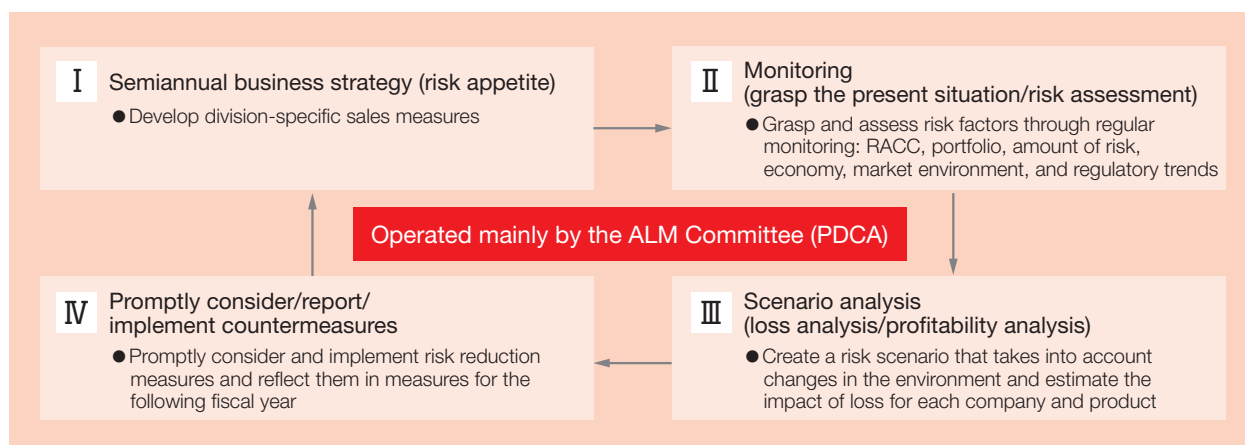 Ⅰ
Semiannual business strategy (risk appetite)
● Develop division-specific sales measures
Ⅱ
Monitoring
(grasp the present situation/risk assessment)
● Grasp and assess risk factors through regular
monitoring: RACC, portfolio, amount of risk,
economy, market environment, and regulatory trends
Operated mainly by the ALM Committee (PDCA)
Ⅳ
Promptly consider/report/
implement countermeasures
● Promptly consider and implement risk reduction
measures and reflect them in measures for the
following fiscal year
Ⅲ
Scenario analysis
(loss analysis/profitability analysis)
● Create a risk scenario that takes into account
changes in the environment and estimate the
impact of loss for each company and product